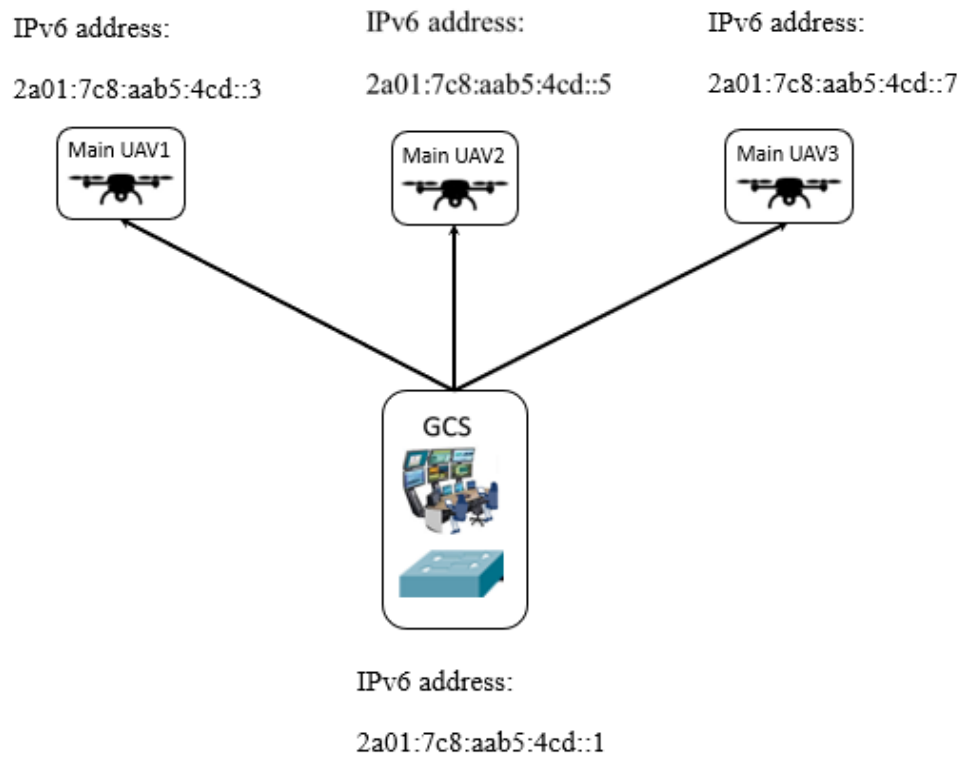 IPv6 address:
2a01:7c8:aab5:4cd::3
IPv6 address:
2a01:7c8:aab5:4cd::5
IPv6 address:
2a01:7c8:aab5:4cd::7
Main UAV1
Main UAV2
Main UAV3
GCS
IPv6 address:
2a01:7c8:aab5:4cd::1